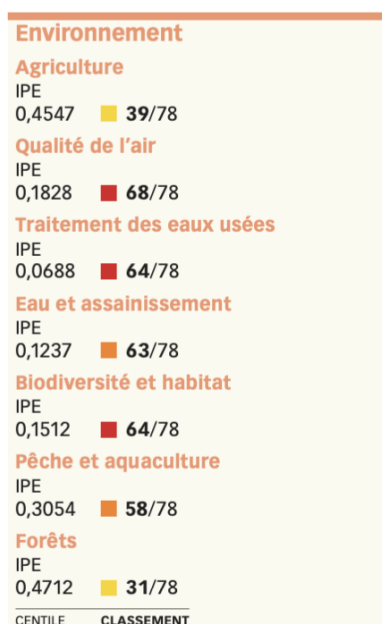 Environnement
Agriculture
IPE
0,4547 39/78
Qualité de l’air
IPE
0,1828 68/78
Traitement des eaux usées
IPE
0,0688 64/78
Eau et assainissement
IPE
0,1237 63/78
Biodiversité et habitat
IPE
0,1512 64/78
Pêche et aquaculture
IPE
0,3054 58/78
Forêts
IPE
0,4712 31/78
CENTILE CLASSEMENT